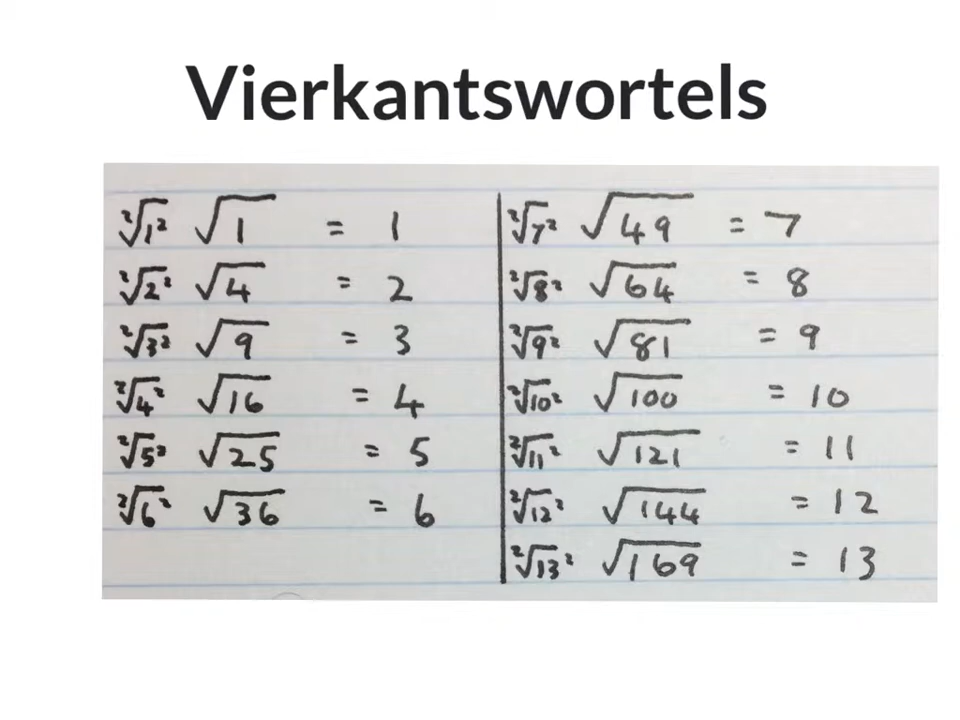 Vierkantswortels
²√1² √1 = 1
²√2² √4 = 2
²√3² √9 = 3
²√4² √16 = 4
²√5² √25 = 5
²√6² √36 = 6
²√7² √49 = 7
²√8² √64 = 8
²√9² √81 = 9
²√10² √100 = 10
²√11² √121 = 11
²√12² √144 = 12
²√13² √169 = 13